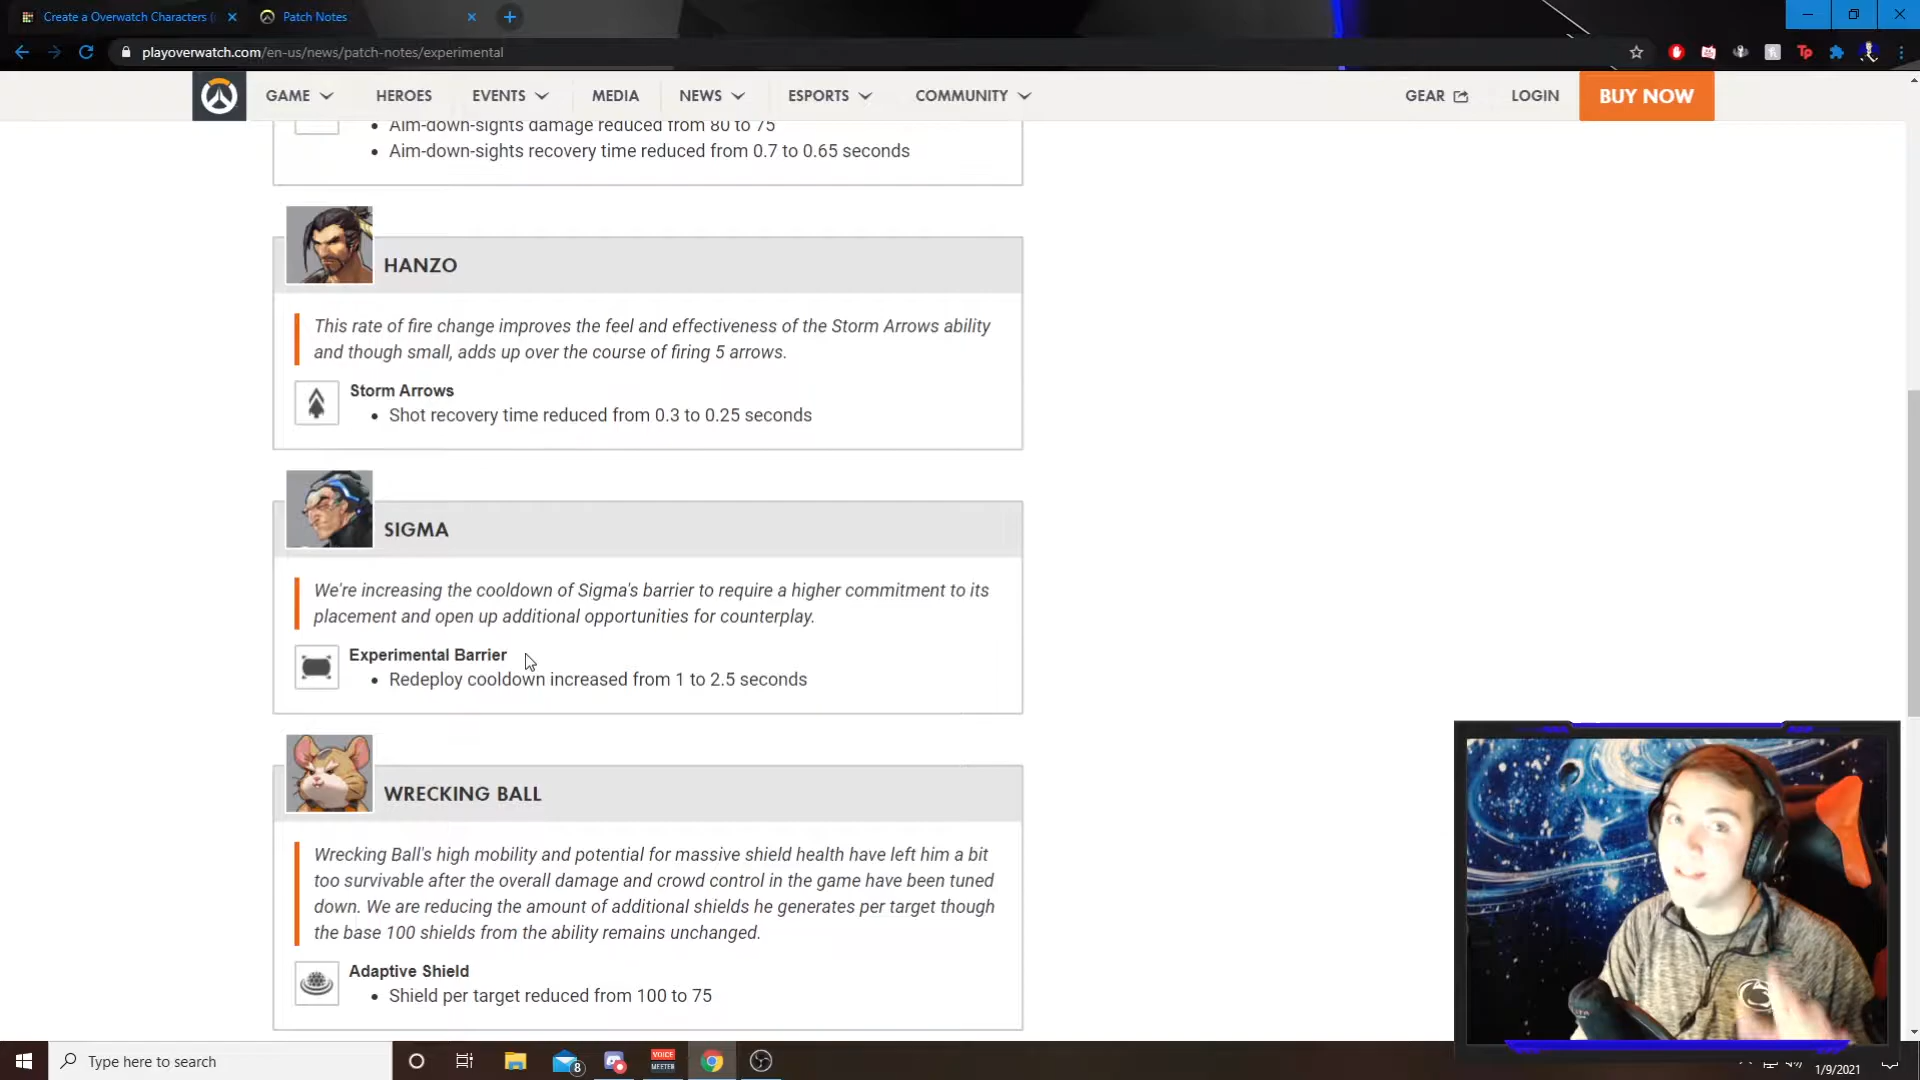 Create a Overwatch Characters (
Patch Notes
playoverwatch.com/en-us/news/patch-notes/experimental
GAME HEROES EVENTS MEDIA NEWS ESPORTS COMMUNITY GEAR LOGIN BUY NOW
Aim-down-sights damage reduced from 80 to 75
Aim-down-sights recovery time reduced from 0.7 to 0.65 seconds
HANZO
This rate of fire change improves the feel and effectiveness of the Storm Arrows ability
and though small, adds up over the course of firing 5 arrows.
Storm Arrows
Shot recovery time reduced from 0.3 to 0.25 seconds
SIGMA
We're increasing the cooldown of Sigma's barrier to require a higher commitment to its
placement and open up additional opportunities for counterplay.
Experimental Barrier
Redeploy cooldown increased from 1 to 2.5 seconds
WRECKING BALL
Wrecking Ball's high mobility and potential for massive shield health have left him a bit
too survivable after the overall damage and crowd control in the game have been tuned
down. We are reducing the amount of additional shields he generates per target though
the base 100 shields from the ability remains unchanged.
Adaptive Shield
Shield per target reduced from 100 to 75
Type here to search
8
VOICE
MEETER
1/9/2021